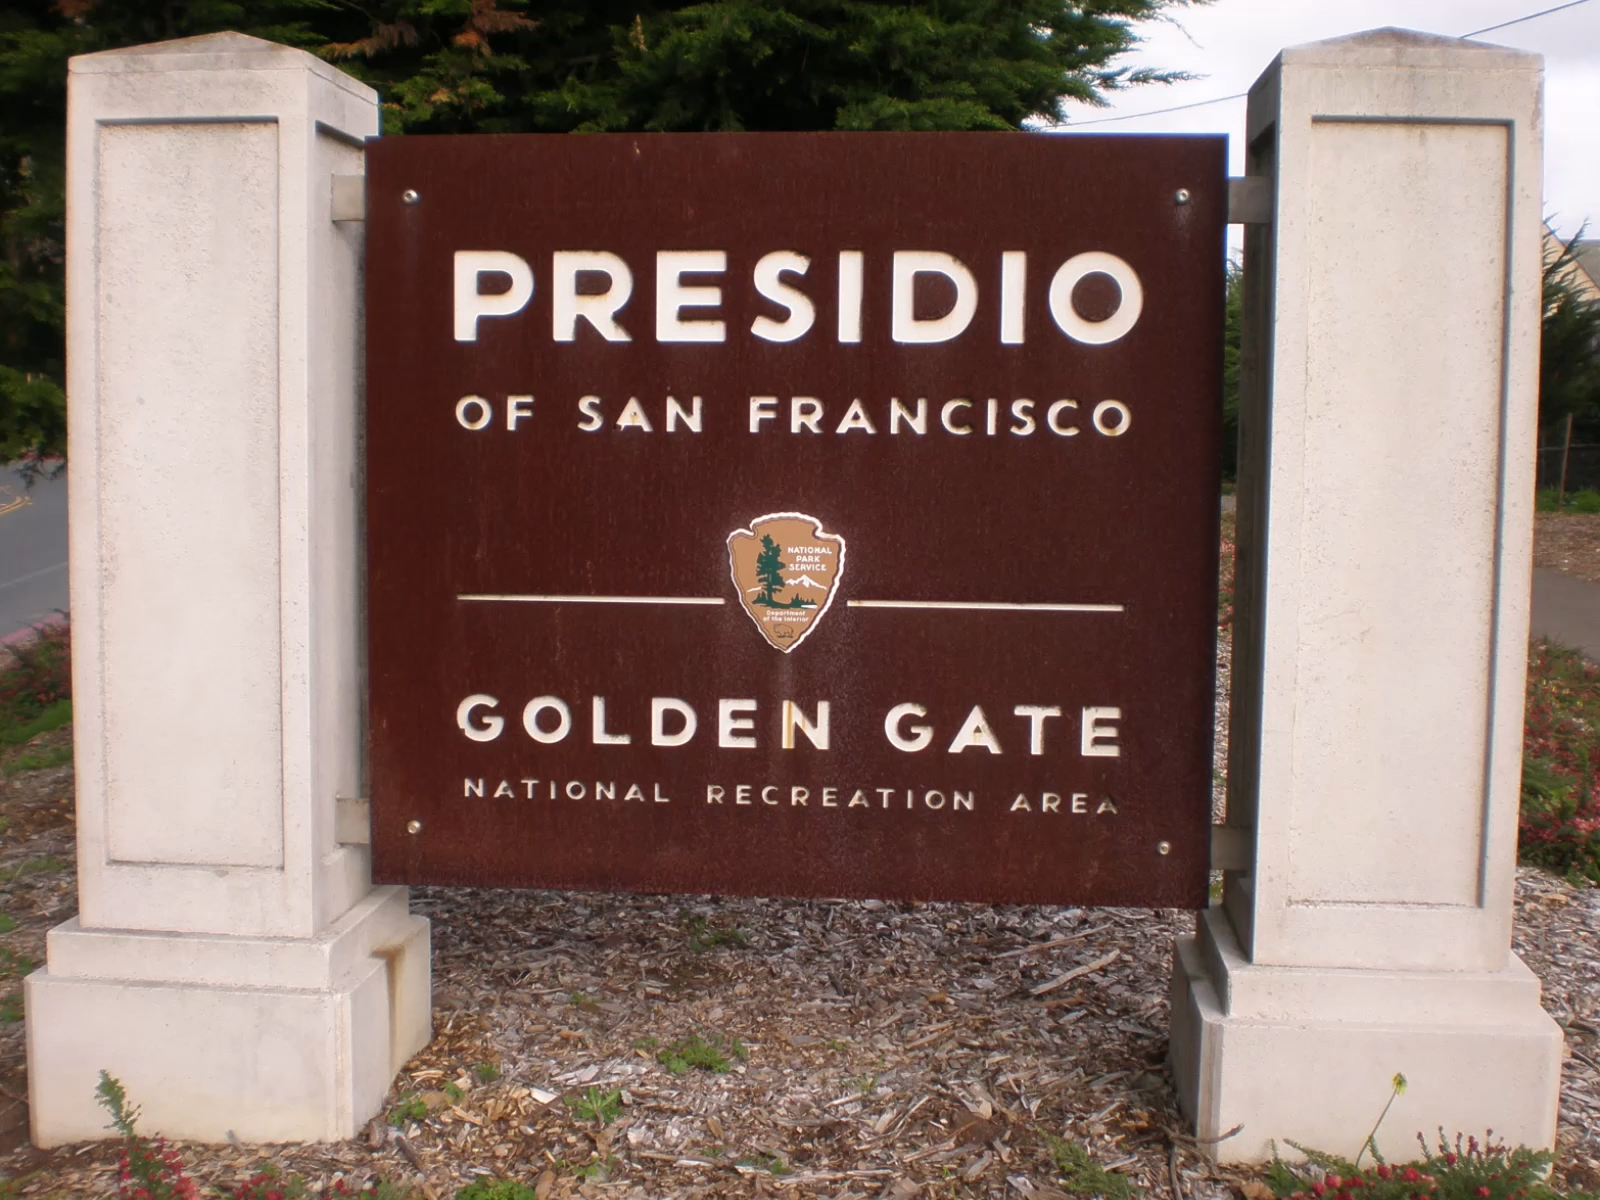 PRESIDIO
OF SAN FRANCISCO
NATIONAL
PARK
SERVICE
Department
of the Interior
GOLDEN GATE
NATIONAL RECREATION AREA